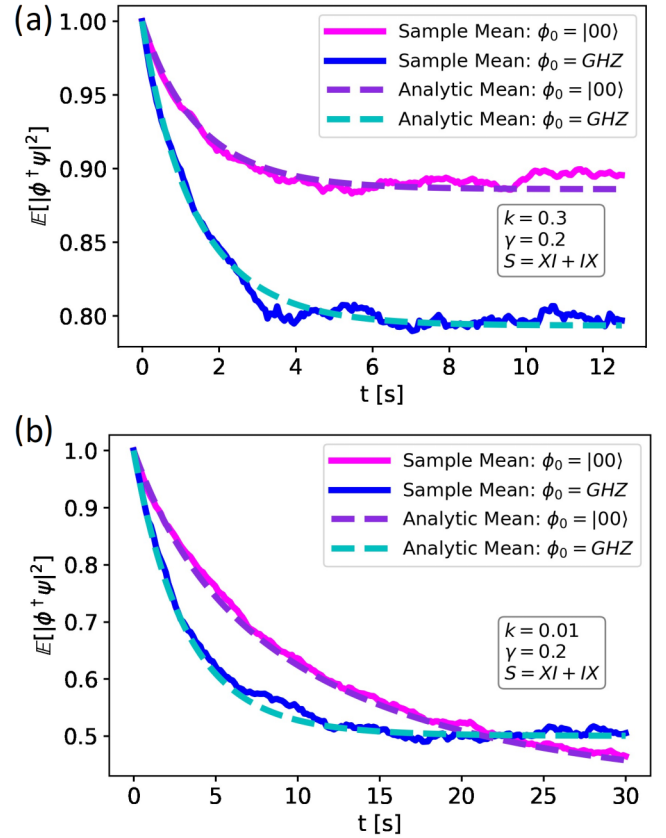 (a)
Sample Mean: ϕ₀ = |00⟩
Sample Mean: ϕ₀ = GHZ
Analytic Mean: ϕ₀ = |00⟩
Analytic Mean: ϕ₀ = GHZ
1.00
0.95
0.90
0.85
0.80
𝔼[|ϕ†ψ|²]
k = 0.3
γ = 0.2
S = XI + IX
0 2 4 6 8 10 12
t [s]
(b)
Sample Mean: ϕ₀ = |00⟩
Sample Mean: ϕ₀ = GHZ
Analytic Mean: ϕ₀ = |00⟩
Analytic Mean: ϕ₀ = GHZ
1.0
0.9
0.8
0.7
0.6
0.5
𝔼[|ϕ†ψ|²]
k = 0.01
γ = 0.2
S = XI + IX
0 5 10 15 20 25 30
t [s]